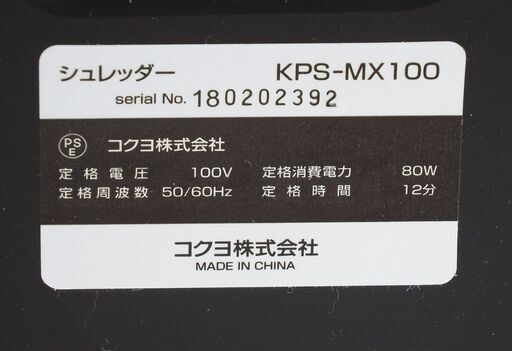 シュレッダー KPS-MX100
serial No. 180202392
PSE コクヨ株式会社
定格電圧 100V 定格消費電力 80W
定格周波数 50/60Hz 定格時間 12分
コクヨ株式会社
MADE IN CHINA